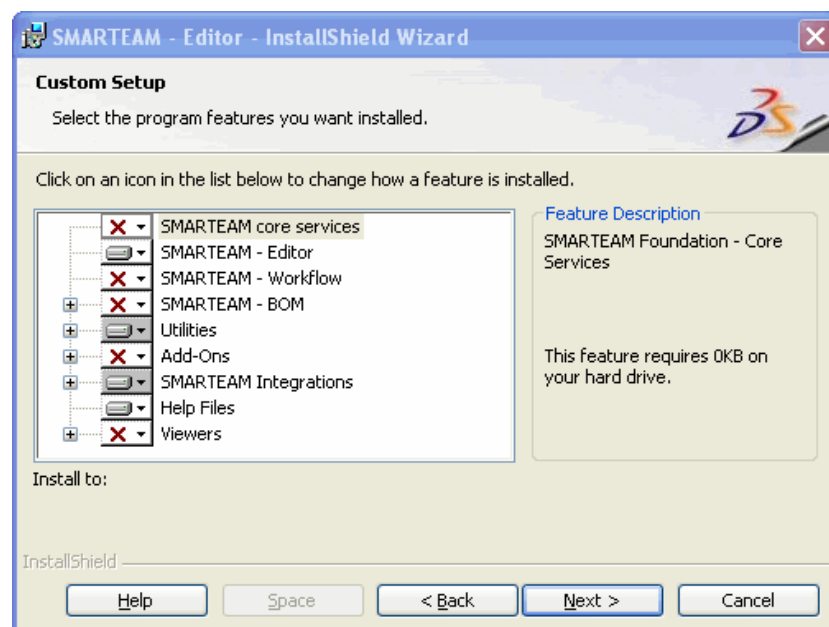 SMARTEAM - Editor - InstallShield Wizard
Custom Setup
Select the program features you want installed.
Click on an icon in the list below to change how a feature is installed.
SMARTEAM core services
SMARTEAM - Editor
SMARTEAM - Workflow
SMARTEAM - BOM
Utilities
Add-Ons
SMARTEAM Integrations
Help Files
Viewers
Feature Description
SMARTEAM Foundation - Core
Services
This feature requires 0KB on
your hard drive.
Install to:
InstallShield
Help
Space
< Back
Next >
Cancel